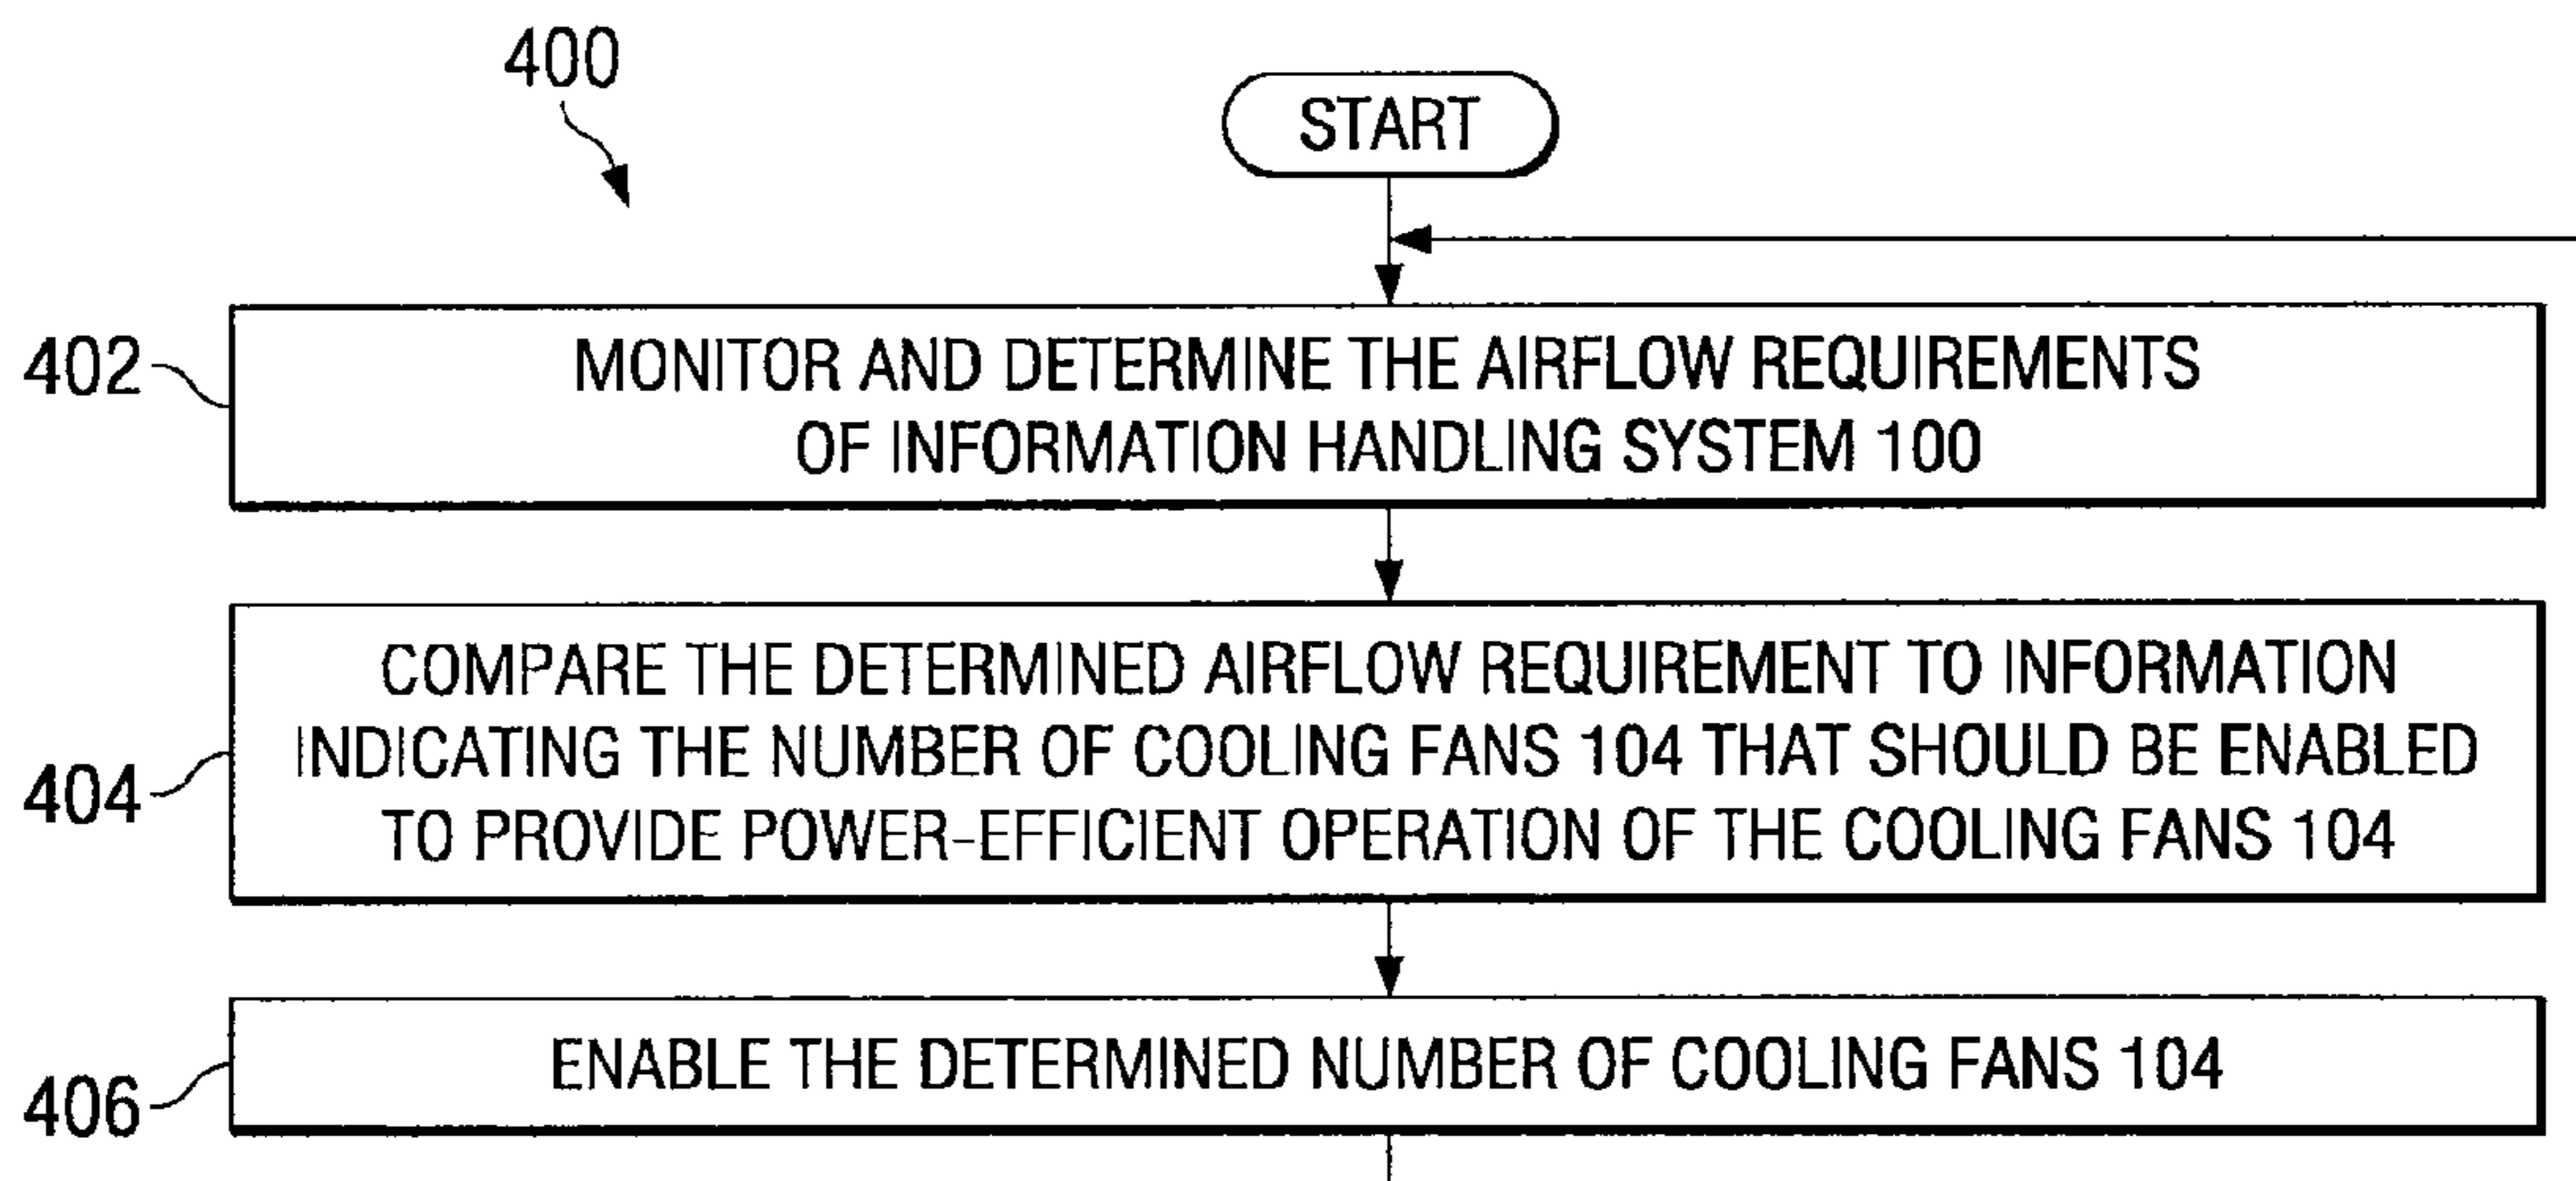 400
START
402
MONITOR AND DETERMINE THE AIRFLOW REQUIREMENTS
OF INFORMATION HANDLING SYSTEM 100
404
COMPARE THE DETERMINED AIRFLOW REQUIREMENT TO INFORMATION
INDICATING THE NUMBER OF COOLING FANS 104 THAT SHOULD BE ENABLED
TO PROVIDE POWER-EFFICIENT OPERATION OF THE COOLING FANS 104
406
ENABLE THE DETERMINED NUMBER OF COOLING FANS 104